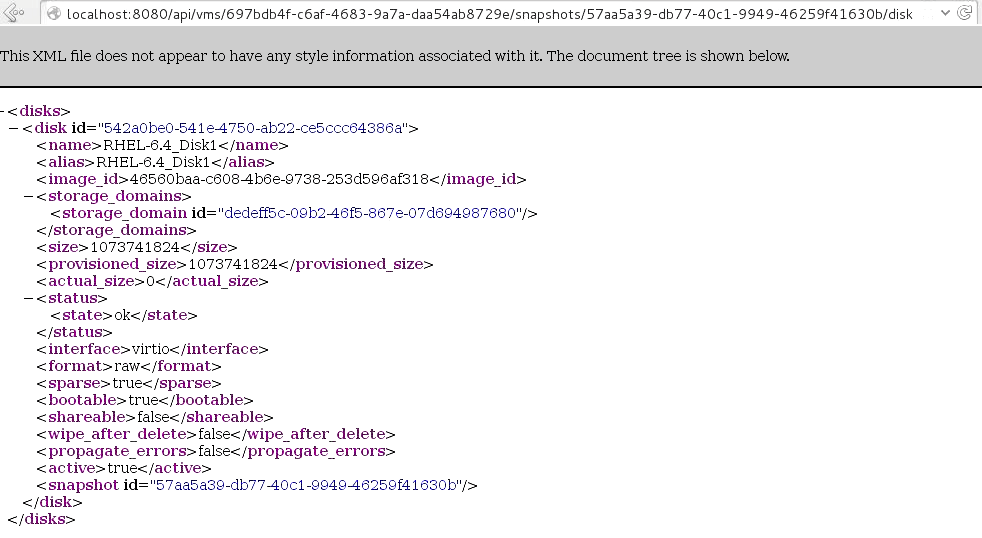 localhost:8080/api/vms/697bdb4f-c6af-4683-9a7a-daa54ab8729e/snapshots/57aa5a39-db77-40c1-9949-46259f41630b/disk
This XML file does not appear to have any style information associated with it. The document tree is shown below.
−<disks>
−<disk id="542a0be0-541e-4750-ab22-ce5ccc64386a">
<name>RHEL-6.4_Disk1</name>
<alias>RHEL-6.4_Disk1</alias>
<image_id>46560baa-c608-4b6e-9738-253d596af318</image_id>
−<storage_domains>
<storage_domain id="dedeff5c-09b2-46f5-867e-07d694987680"/>
</storage_domains>
<size>1073741824</size>
<provisioned_size>1073741824</provisioned_size>
<actual_size>0</actual_size>
−<status>
<state>ok</state>
</status>
<interface>virtio</interface>
<format>raw</format>
<sparse>true</sparse>
<bootable>true</bootable>
<shareable>false</shareable>
<wipe_after_delete>false</wipe_after_delete>
<propagate_errors>false</propagate_errors>
<active>true</active>
<snapshot id="57aa5a39-db77-40c1-9949-46259f41630b"/>
</disk>
</disks>